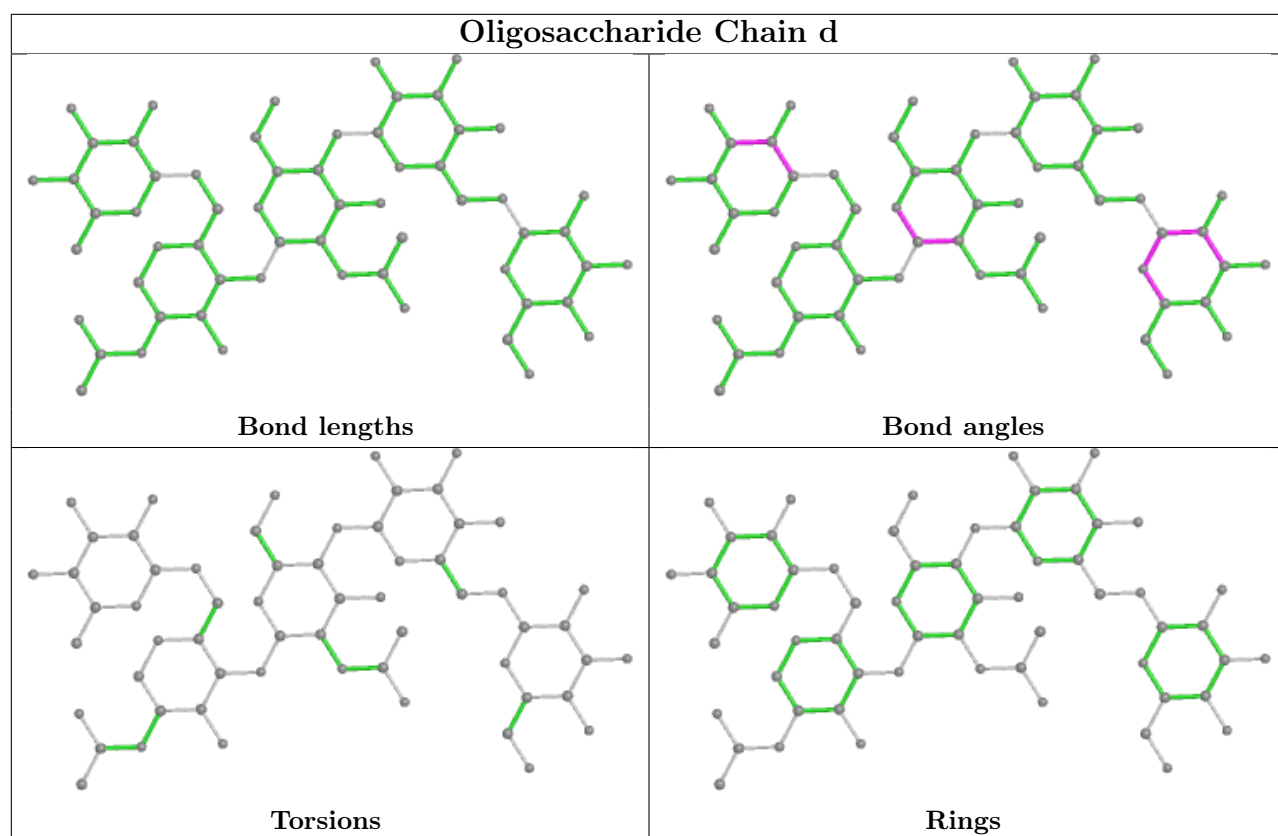 Oligosaccharide Chain d
Bond lengths
Bond angles
Torsions
Rings